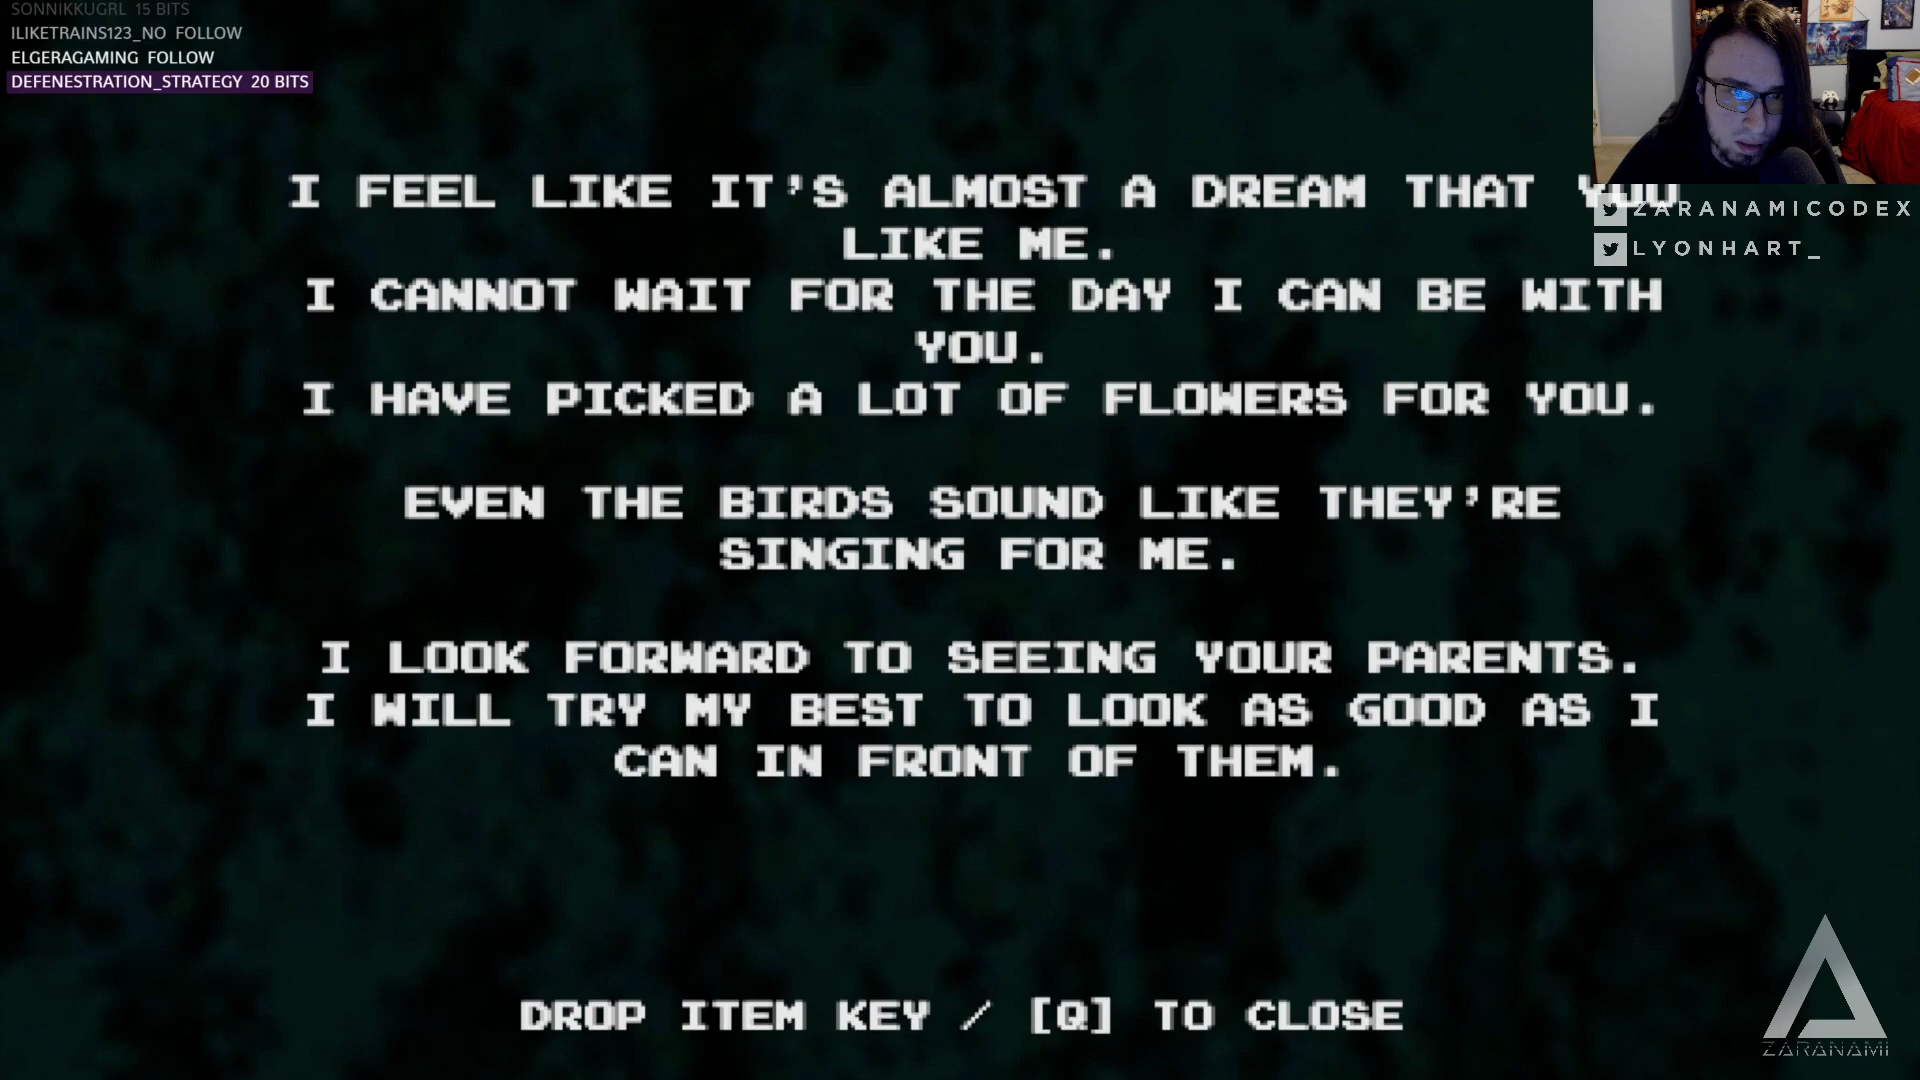 SONNIKKUGRL 15 BITS
ILIKETRAINS123_NO FOLLOW
ELGERAGAMING FOLLOW
DEFENESTRATION_STRATEGY 20 BITS
I FEEL LIKE IT'S ALMOST A DREAM THAT YOU
LIKE ME.
I CANNOT WAIT FOR THE DAY I CAN BE WITH
YOU.
I HAVE PICKED A LOT OF FLOWERS FOR YOU.
EVEN THE BIRDS SOUND LIKE THEY'RE
SINGING FOR ME.
I LOOK FORWARD TO SEEING YOUR PARENTS.
I WILL TRY MY BEST TO LOOK AS GOOD AS I
CAN IN FRONT OF THEM.
DROP ITEM KEY / [Q] TO CLOSE
ZARANAMICODEX
LYONHART_
ZARANAMI